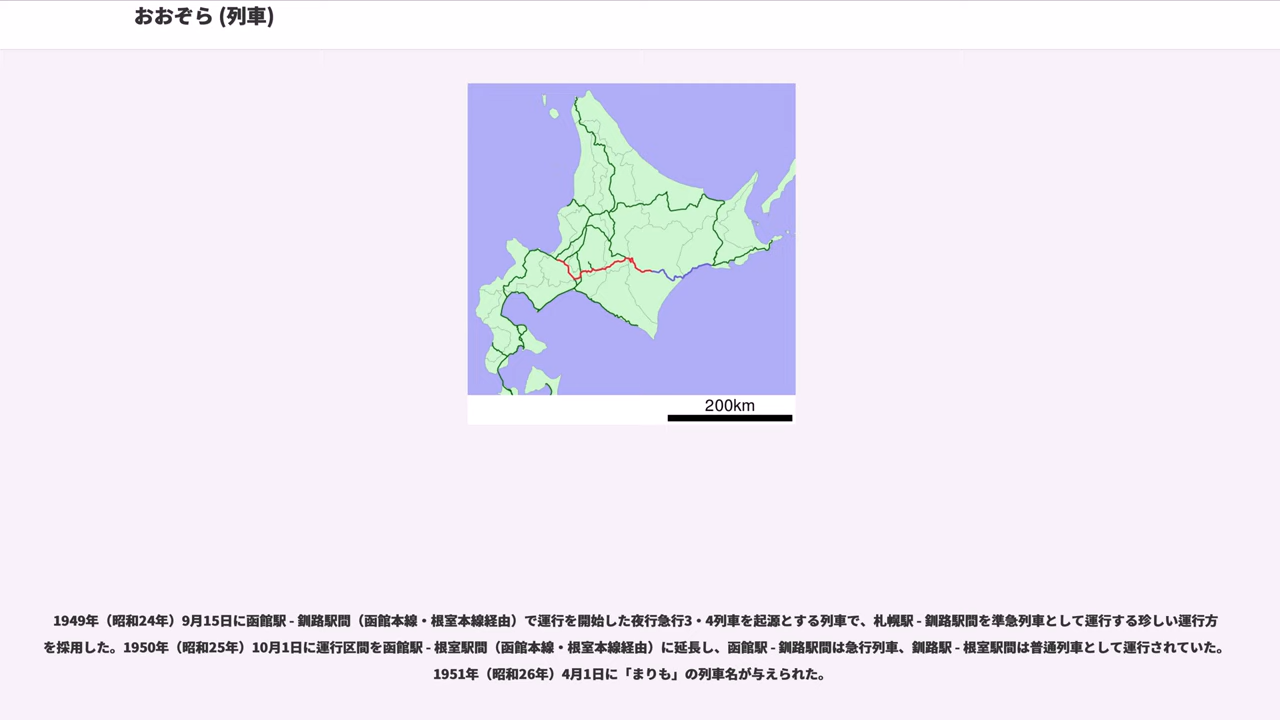 おおぞら (列車)
200km
1949年（昭和24年）9月15日に函館駅 - 釧路駅間（函館本線・根室本線経由）で運行を開始した夜行急行3・4列車を起源とする列車で、札幌駅 - 釧路駅間を準急列車として運行する珍しい運行方
を採用した。1950年（昭和25年）10月1日に運行区間を函館駅 - 根室駅間（函館本線・根室本線経由）に延長し、函館駅 - 釧路駅間は急行列車、釧路駅 - 根室駅間は普通列車として運行されていた。
1951年（昭和26年）4月1日に「まりも」の列車名が与えられた。